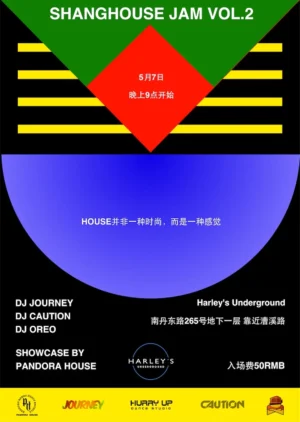 SHANGHOUSE JAM VOL.2
5月7日
晚上9点开始
HOUSE并非一种时尚，而是一种感觉
DJ JOURNEY
DJ CAUTION
DJ OREO
Harley's Underground
南丹东路265号地下一层 靠近漕溪路
SHOWCASE BY
PANDORA HOUSE
HARLEY'S
入场费50RMB
JOURNEY
HURRY UP
DANCE STUDIO
CAUTION